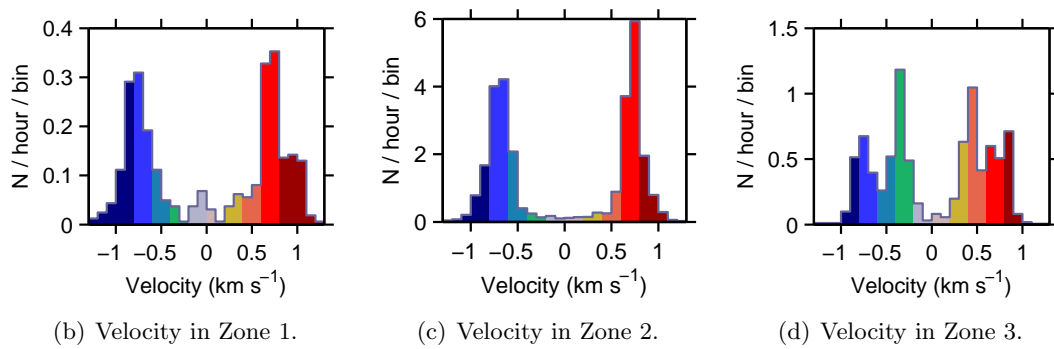 0.4
0.3
0.2
0.1
0
N / hour / bin
−1 −0.5 0 0.5 1
Velocity (km s−1)
(b) Velocity in Zone 1.
6
4
2
0
N / hour / bin
−1 −0.5 0 0.5 1
Velocity (km s−1)
(c) Velocity in Zone 2.
1.5
1
0.5
0
N / hour / bin
−1 −0.5 0 0.5 1
Velocity (km s−1)
(d) Velocity in Zone 3.